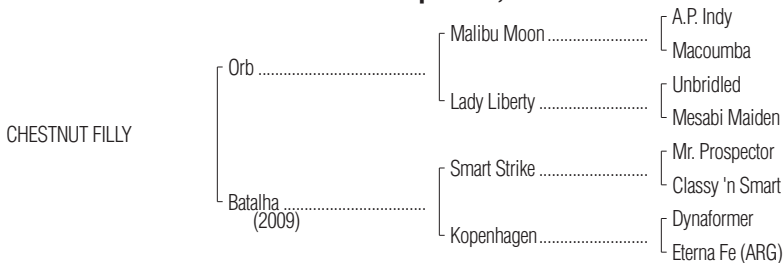 A.P. Indy
Malibu Moon
Macoumba
Orb
Unbridled
Lady Liberty
Mesabi Maiden
CHESTNUT FILLY
Mr. Prospector
Smart Strike
Classy 'n Smart
Batalha
(2009)
Dynaformer
Kopenhagen
Eterna Fe (ARG)